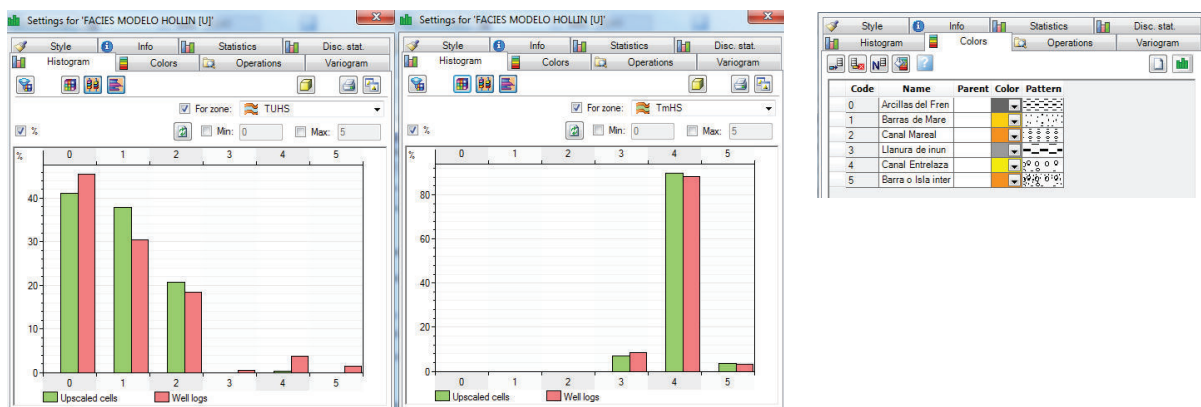 Settings for 'FACIES MODELO HOLLIN [U]'
Style Info Statistics Disc. stat.
Histogram Colors Operations Variogram
For zone: TUHS
% Min: 0 Max: 5
%
0 1 2 3 4 5
40
30
20
10
0
0 1 2 3 4 5
Upscaled cells Well logs
Settings for 'FACIES MODELO HOLLIN [U]'
Style Info Statistics Disc. stat.
Histogram Colors Operations Variogram
For zone: TmHS
% Min: 0 Max: 5
%
0 1 2 3 4 5
80
60
40
20
0
0 1 2 3 4 5
Upscaled cells Well logs
Style Info Statistics Disc. stat.
Histogram Colors Operations Variogram
Code Name Parent Color Pattern
0 Arcillas del Fren
1 Barras de Mare
2 Canal Mareal
3 Llanura de inun
4 Canal Entrelaza
5 Barra o Isla inter